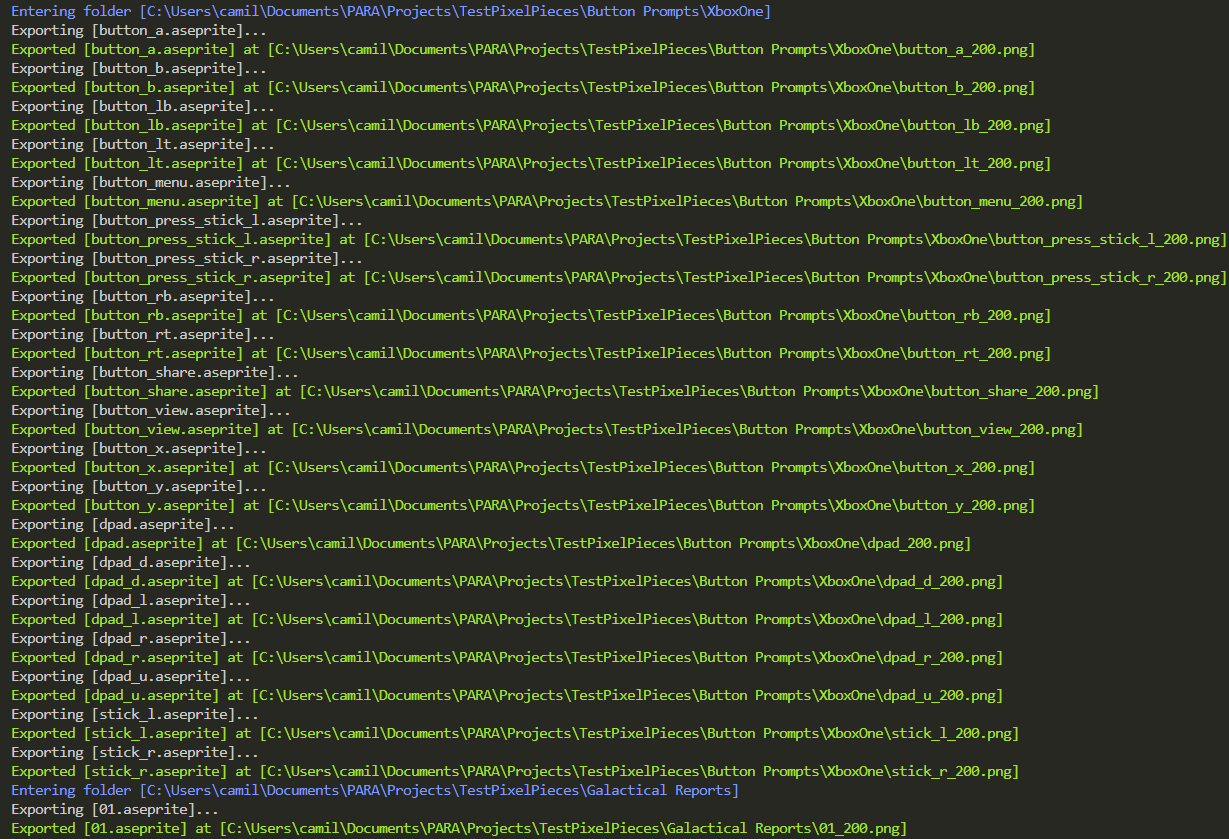 Entering folder [C:\Users\camil\Documents\PARA\Projects\TestPixelPieces\Button Prompts\XboxOne]
Exporting [button_a.aseprite]...
Exported [button_a.aseprite] at [C:\Users\camil\Documents\PARA\Projects\TestPixelPieces\Button Prompts\XboxOne\button_a_200.png]
Exporting [button_b.aseprite]...
Exported [button_b.aseprite] at [C:\Users\camil\Documents\PARA\Projects\TestPixelPieces\Button Prompts\XboxOne\button_b_200.png]
Exporting [button_lb.aseprite]...
Exported [button_lb.aseprite] at [C:\Users\camil\Documents\PARA\Projects\TestPixelPieces\Button Prompts\XboxOne\button_lb_200.png]
Exporting [button_lt.aseprite]...
Exported [button_lt.aseprite] at [C:\Users\camil\Documents\PARA\Projects\TestPixelPieces\Button Prompts\XboxOne\button_lt_200.png]
Exporting [button_menu.aseprite]...
Exported [button_menu.aseprite] at [C:\Users\camil\Documents\PARA\Projects\TestPixelPieces\Button Prompts\XboxOne\button_menu_200.png]
Exporting [button_press_stick_l.aseprite]...
Exported [button_press_stick_l.aseprite] at [C:\Users\camil\Documents\PARA\Projects\TestPixelPieces\Button Prompts\XboxOne\button_press_stick_l_200.png]
Exporting [button_press_stick_r.aseprite]...
Exported [button_press_stick_r.aseprite] at [C:\Users\camil\Documents\PARA\Projects\TestPixelPieces\Button Prompts\XboxOne\button_press_stick_r_200.png]
Exporting [button_rb.aseprite]...
Exported [button_rb.aseprite] at [C:\Users\camil\Documents\PARA\Projects\TestPixelPieces\Button Prompts\XboxOne\button_rb_200.png]
Exporting [button_rt.aseprite]...
Exported [button_rt.aseprite] at [C:\Users\camil\Documents\PARA\Projects\TestPixelPieces\Button Prompts\XboxOne\button_rt_200.png]
Exporting [button_share.aseprite]...
Exported [button_share.aseprite] at [C:\Users\camil\Documents\PARA\Projects\TestPixelPieces\Button Prompts\XboxOne\button_share_200.png]
Exporting [button_view.aseprite]...
Exported [button_view.aseprite] at [C:\Users\camil\Documents\PARA\Projects\TestPixelPieces\Button Prompts\XboxOne\button_view_200.png]
Exporting [button_x.aseprite]...
Exported [button_x.aseprite] at [C:\Users\camil\Documents\PARA\Projects\TestPixelPieces\Button Prompts\XboxOne\button_x_200.png]
Exporting [button_y.aseprite]...
Exported [button_y.aseprite] at [C:\Users\camil\Documents\PARA\Projects\TestPixelPieces\Button Prompts\XboxOne\button_y_200.png]
Exporting [dpad.aseprite]...
Exported [dpad.aseprite] at [C:\Users\camil\Documents\PARA\Projects\TestPixelPieces\Button Prompts\XboxOne\dpad_200.png]
Exporting [dpad_d.aseprite]...
Exported [dpad_d.aseprite] at [C:\Users\camil\Documents\PARA\Projects\TestPixelPieces\Button Prompts\XboxOne\dpad_d_200.png]
Exporting [dpad_l.aseprite]...
Exported [dpad_l.aseprite] at [C:\Users\camil\Documents\PARA\Projects\TestPixelPieces\Button Prompts\XboxOne\dpad_l_200.png]
Exporting [dpad_r.aseprite]...
Exported [dpad_r.aseprite] at [C:\Users\camil\Documents\PARA\Projects\TestPixelPieces\Button Prompts\XboxOne\dpad_r_200.png]
Exporting [dpad_u.aseprite]...
Exported [dpad_u.aseprite] at [C:\Users\camil\Documents\PARA\Projects\TestPixelPieces\Button Prompts\XboxOne\dpad_u_200.png]
Exporting [stick_l.aseprite]...
Exported [stick_l.aseprite] at [C:\Users\camil\Documents\PARA\Projects\TestPixelPieces\Button Prompts\XboxOne\stick_l_200.png]
Exporting [stick_r.aseprite]...
Exported [stick_r.aseprite] at [C:\Users\camil\Documents\PARA\Projects\TestPixelPieces\Button Prompts\XboxOne\stick_r_200.png]
Entering folder [C:\Users\camil\Documents\PARA\Projects\TestPixelPieces\Galactical Reports]
Exporting [01.aseprite]...
Exported [01.aseprite] at [C:\Users\camil\Documents\PARA\Projects\TestPixelPieces\Galactical Reports\01_200.png]